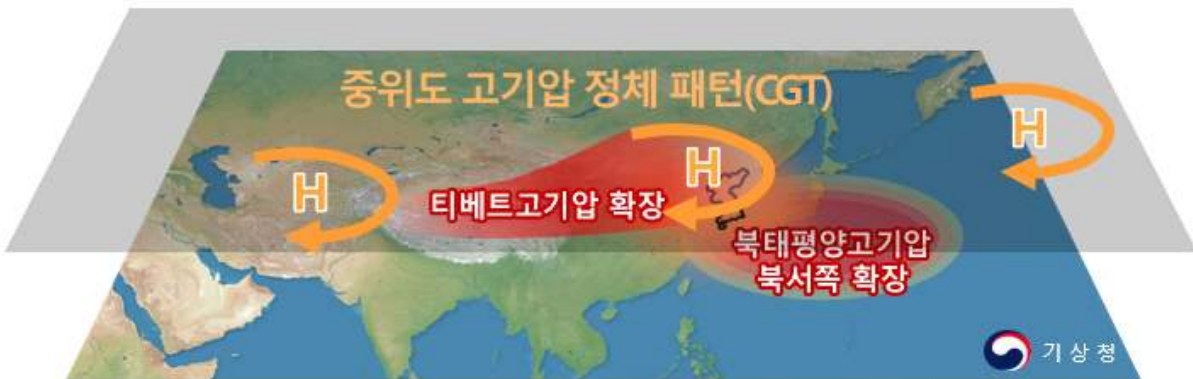 중위도 고기압 정체 패턴(CGT)
H
H
H
티베트고기압 확장
북태평양고기압
북서쪽 확장
기상청